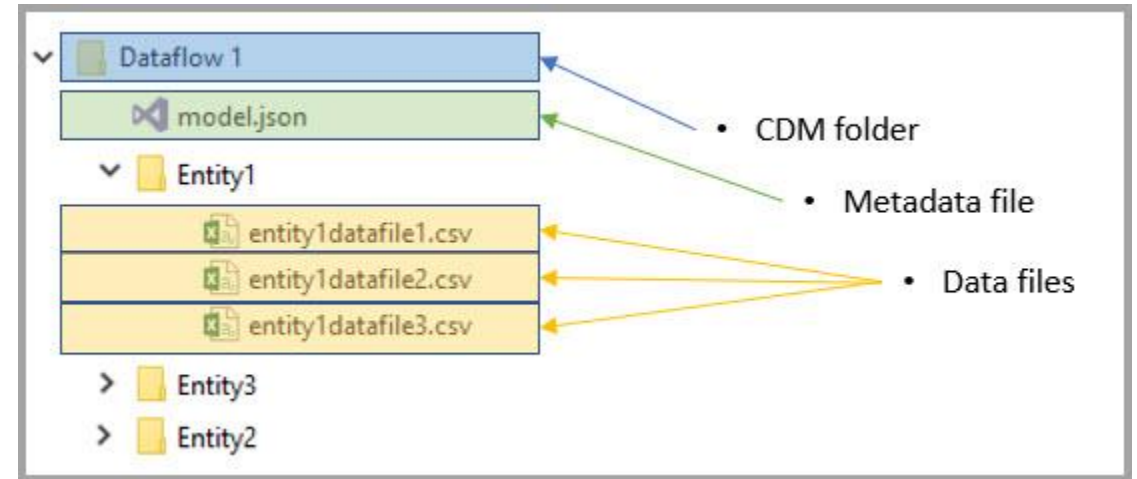 Dataflow 1
model.json
Entity1
entity1datafile1.csv
entity1datafile2.csv
entity1datafile3.csv
Entity3
Entity2
• CDM folder
• Metadata file
• Data files